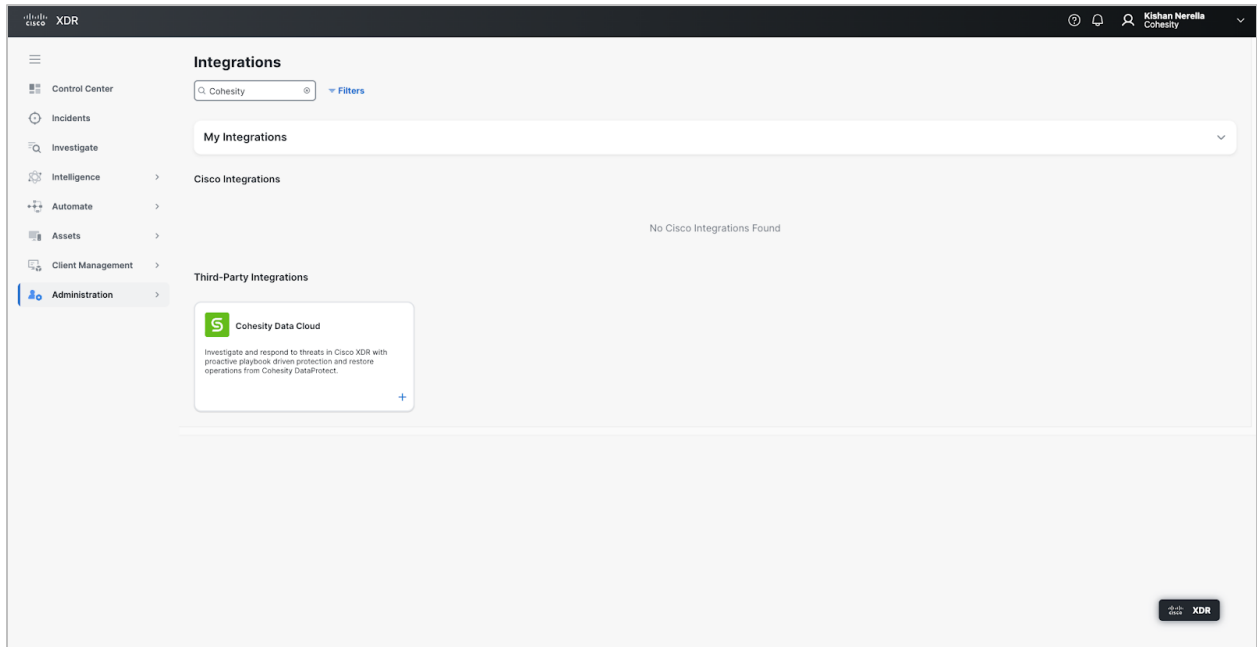 CISCO XDR
Kishan Nerella
Cohesity
Integrations
Cohesity
Filters
Control Center
Incidents
Investigate
Intelligence
Automate
Assets
Client Management
Administration
My Integrations
Cisco Integrations
No Cisco Integrations Found
Third-Party Integrations
Cohesity Data Cloud
Investigate and respond to threats in Cisco XDR with
proactive playbook driven protection and restore
operations from Cohesity DataProtect.
CISCO XDR